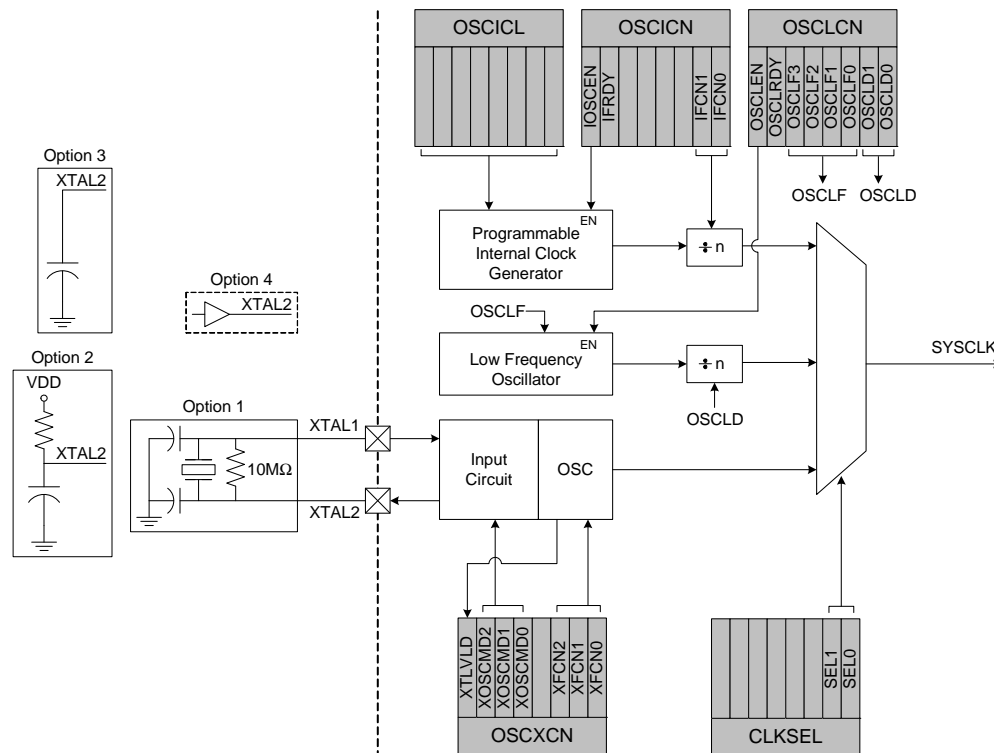 OSCICL
OSCICN
IOSCEN
IFRDY
IFCN1
IFCN0
OSCLCN
OSCLEN
OSCLRDY
OSCLF3
OSCLF2
OSCLF1
OSCLF0
OSCLD1
OSCLD0
OSCLF
OSCLD
Option 3
XTAL2
Option 4
XTAL2
Option 2
VDD
XTAL2
Option 1
10MΩ
XTAL1
XTAL2
EN
Programmable
Internal Clock
Generator
÷ n
OSCLF
EN
Low Frequency
Oscillator
÷ n
OSCLD
SYSCLK
Input
Circuit
OSC
XTLVLD
XOSCMD2
XOSCMD1
XOSCMD0
XFCN2
XFCN1
XFCN0
OSCXCN
SEL1
SEL0
CLKSEL